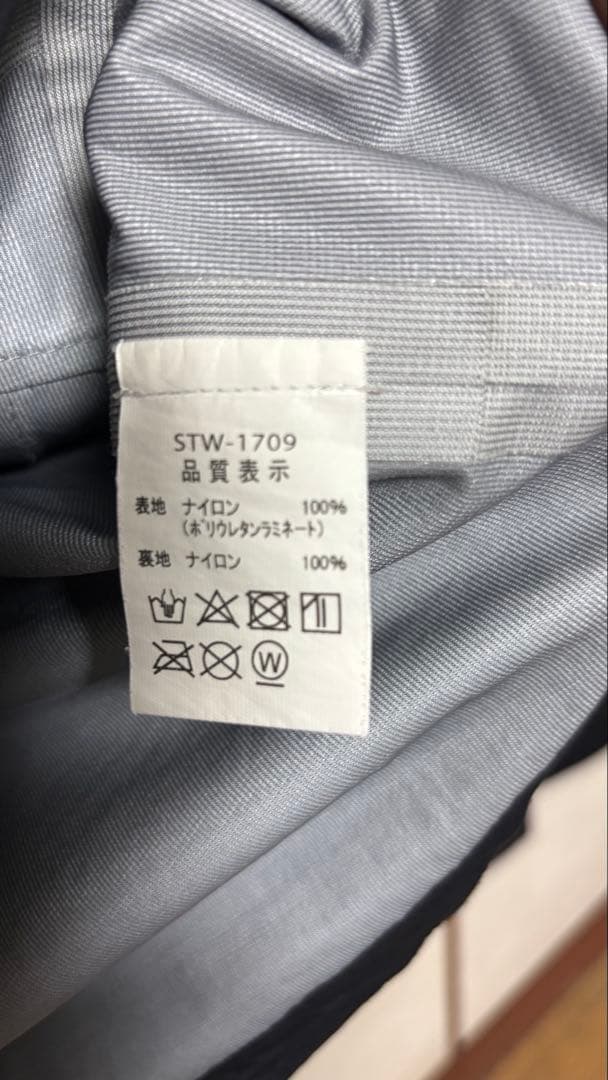 STW-1709
品質表示
表地 ナイロン 100%
(ポリウレタンラミネート)
裏地 ナイロン 100%
W